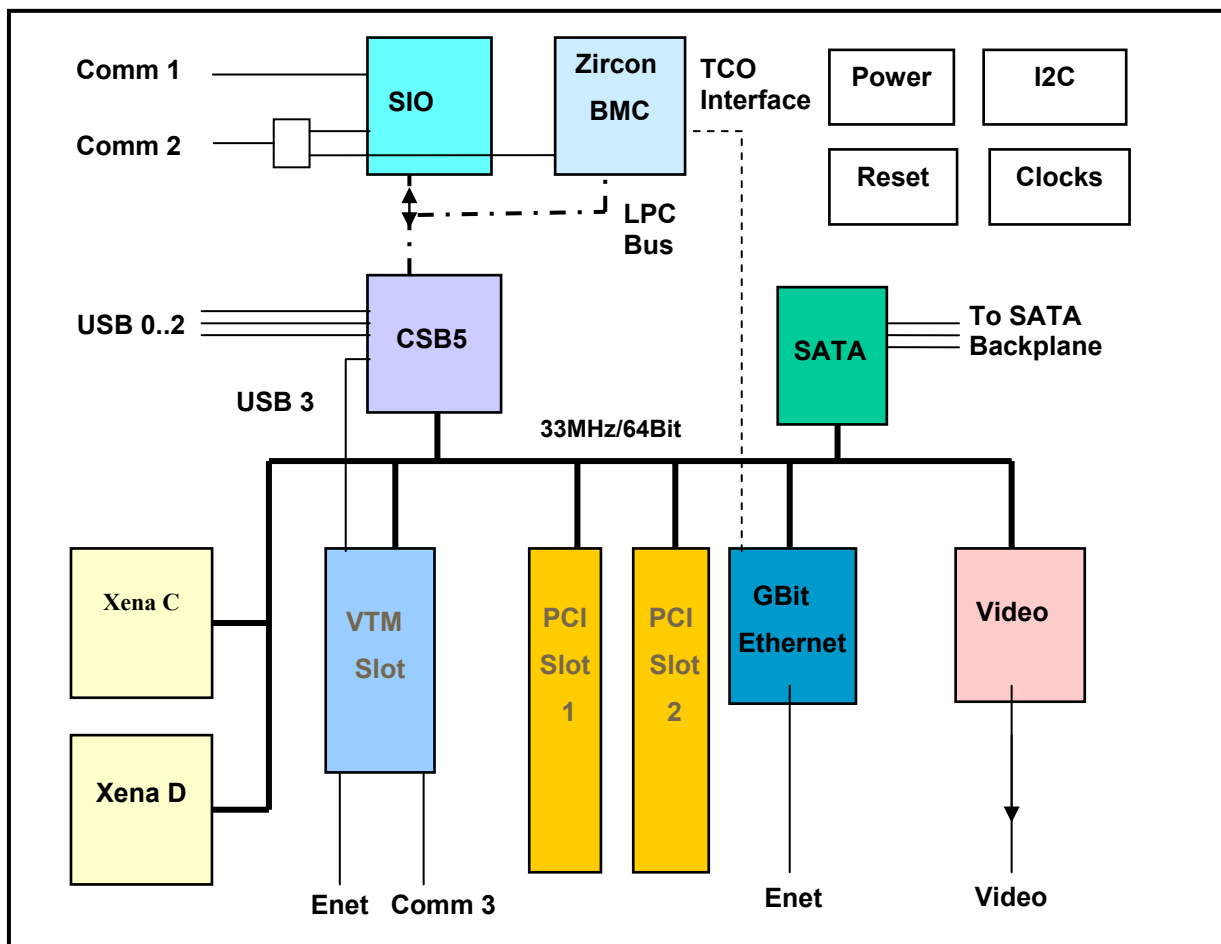 Comm 1
SIO
Zircon
BMC
TCO
Interface
Power
I2C
Comm 2
Reset
Clocks
LPC
Bus
USB 0..2
CSB5
To SATA
Backplane
SATA
USB 3
33MHz/64Bit
Xena C
VTM
Slot
PCI
Slot
1
PCI
Slot
2
GBit
Ethernet
Video
Xena D
Enet
Comm 3
Enet
Video